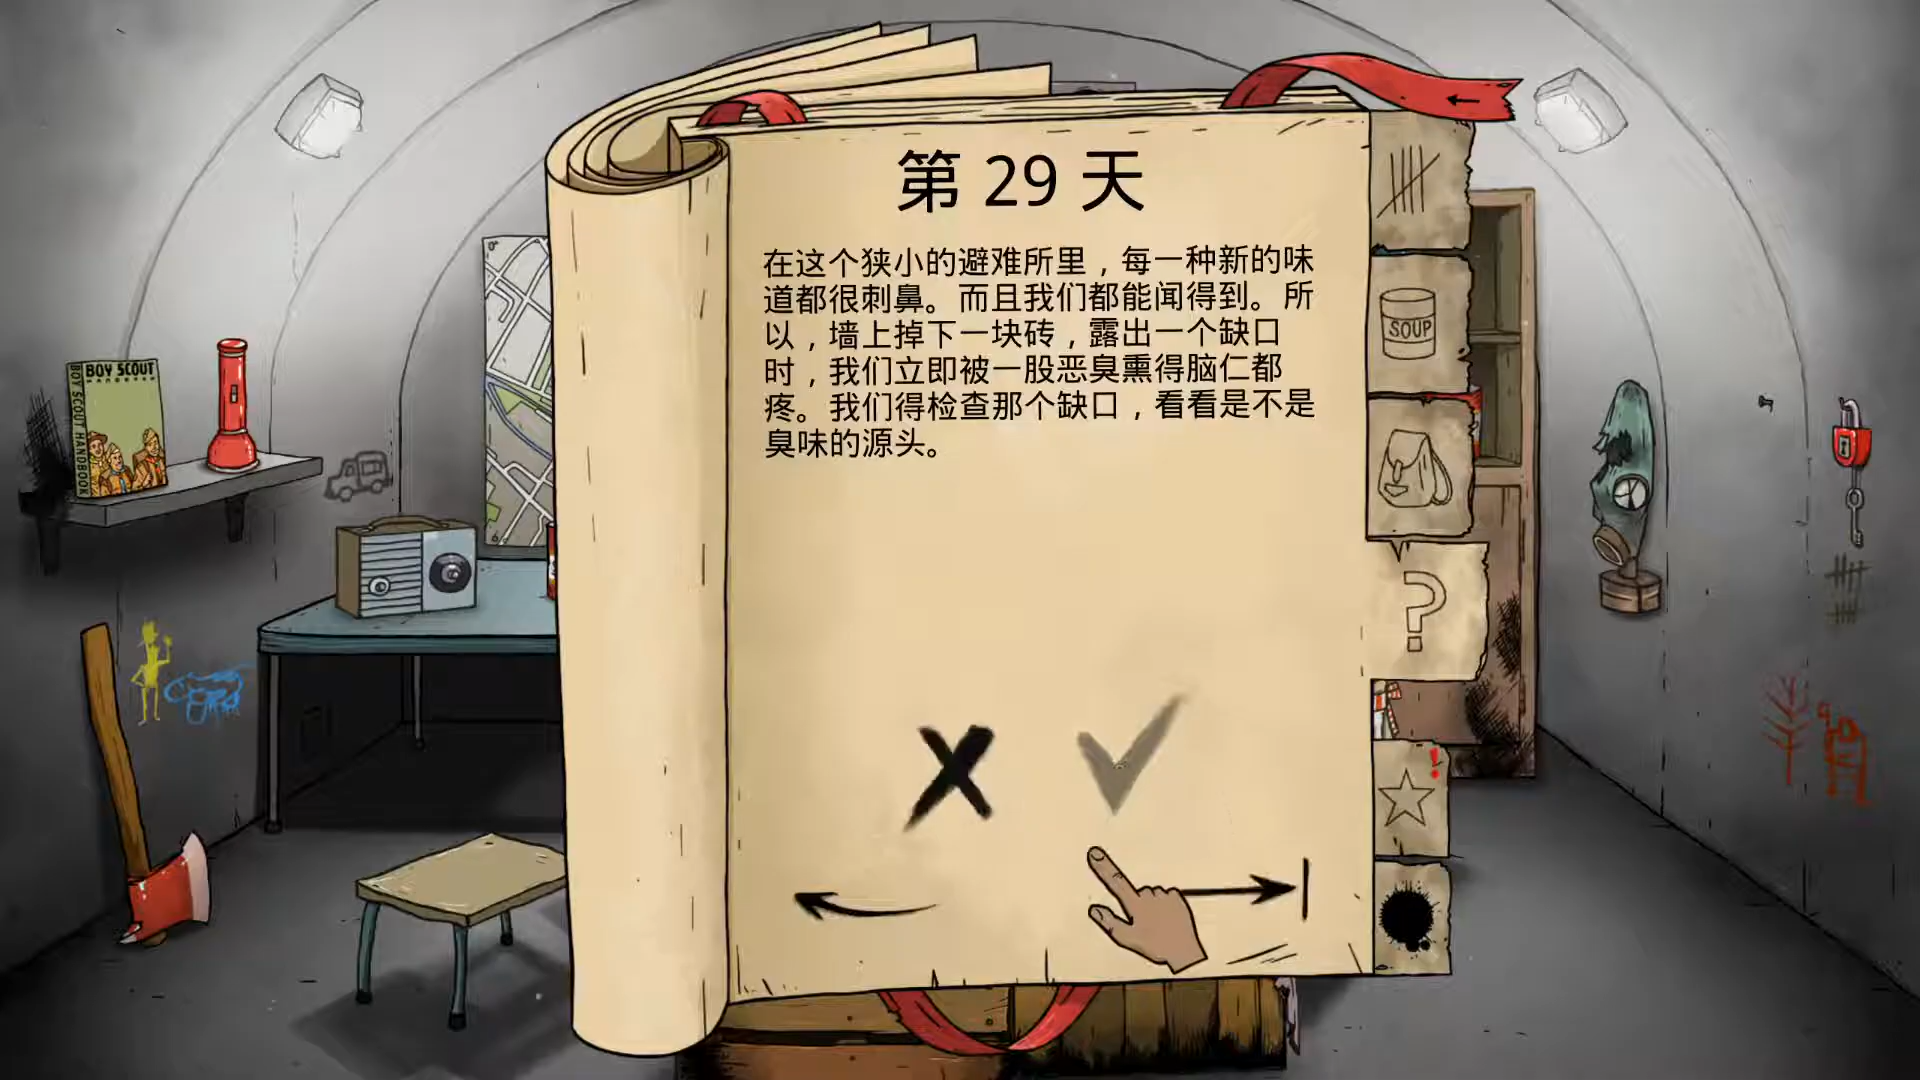 第 29 天
在这个狭小的避难所里，每一种新的味
道都很刺鼻。而且我们都能闻得到。所
以，墙上掉下一块砖，露出一个缺口
时，我们立即被一股恶臭熏得脑仁都
疼。我们得检查那个缺口，看看是不是
臭味的源头。
SOUP
BOY SCOUT
HANDBOOK
BOY SCOUT HANDBOOK